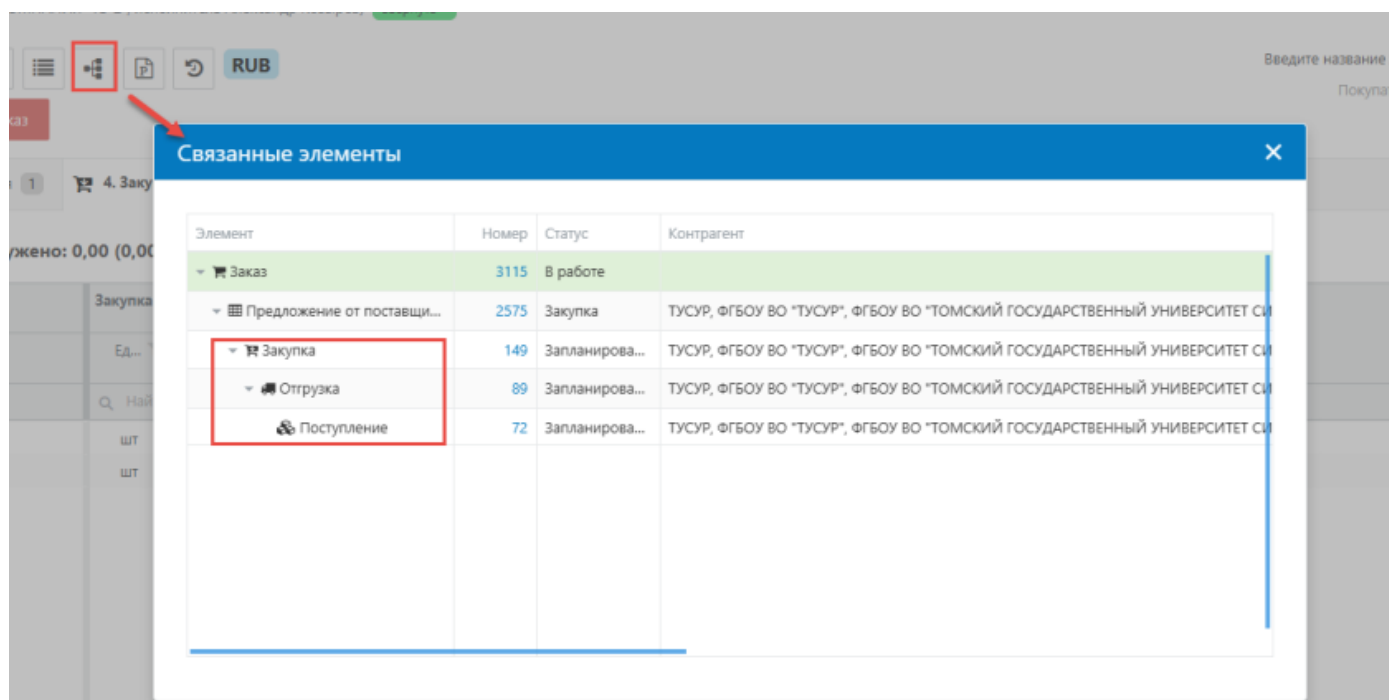 RUB
Введите название
Покупа
каз
1 4. Заку
ужено: 0,00 (0,00
Закупка
Ед...
Най
шт
шт
Связанные элементы
Элемент Номер Статус Контрагент
Заказ 3115 В работе
Предложение от поставщи... 2575 Закупка ТУСУР, ФГБОУ ВО "ТУСУР", ФГБОУ ВО "ТОМСКИЙ ГОСУДАРСТВЕННЫЙ УНИВЕРСИТЕТ СИ
Закупка 149 Запланирова... ТУСУР, ФГБОУ ВО "ТУСУР", ФГБОУ ВО "ТОМСКИЙ ГОСУДАРСТВЕННЫЙ УНИВЕРСИТЕТ СИ
Отгрузка 89 Запланирова... ТУСУР, ФГБОУ ВО "ТУСУР", ФГБОУ ВО "ТОМСКИЙ ГОСУДАРСТВЕННЫЙ УНИВЕРСИТЕТ СИ
Поступление 72 Запланирова... ТУСУР, ФГБОУ ВО "ТУСУР", ФГБОУ ВО "ТОМСКИЙ ГОСУДАРСТВЕННЫЙ УНИВЕРСИТЕТ СИ